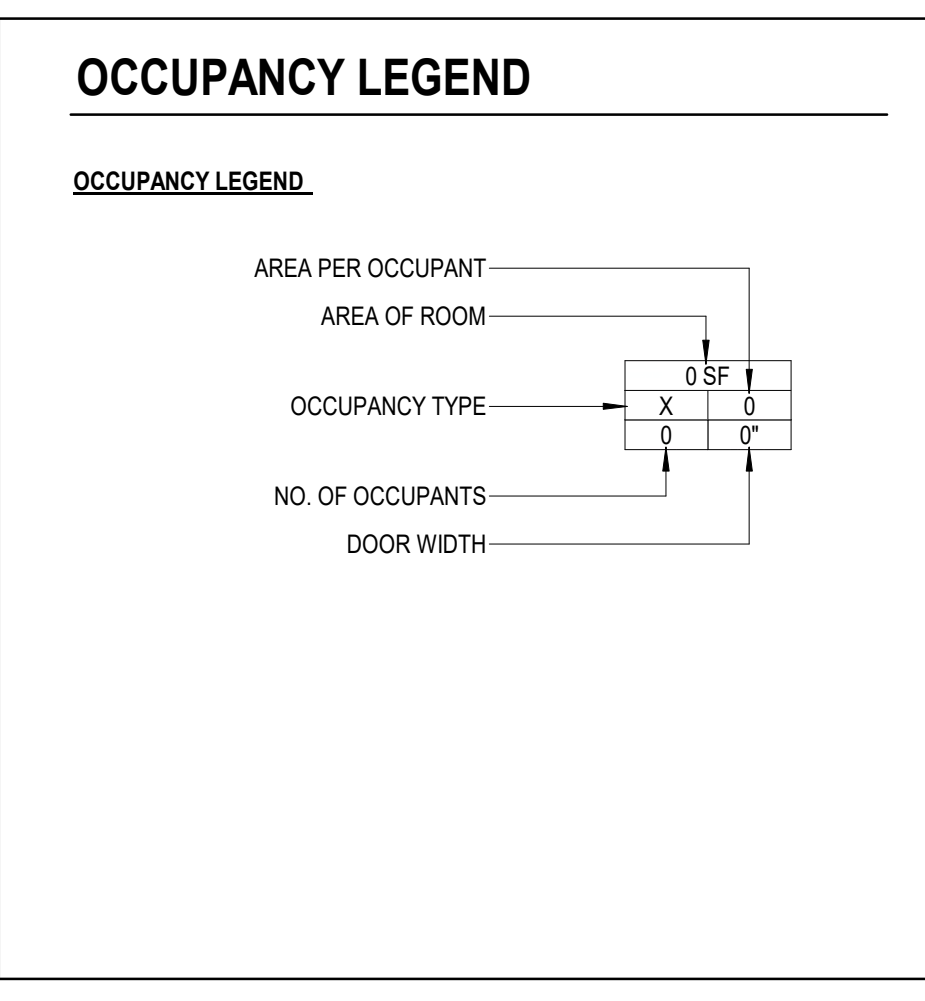 OCCUPANCY LEGEND
OCCUPANCY LEGEND
AREA PER OCCUPANT
AREA OF ROOM
0 SF
OCCUPANCY TYPE
X 0
0 0"
NO. OF OCCUPANTS
DOOR WIDTH